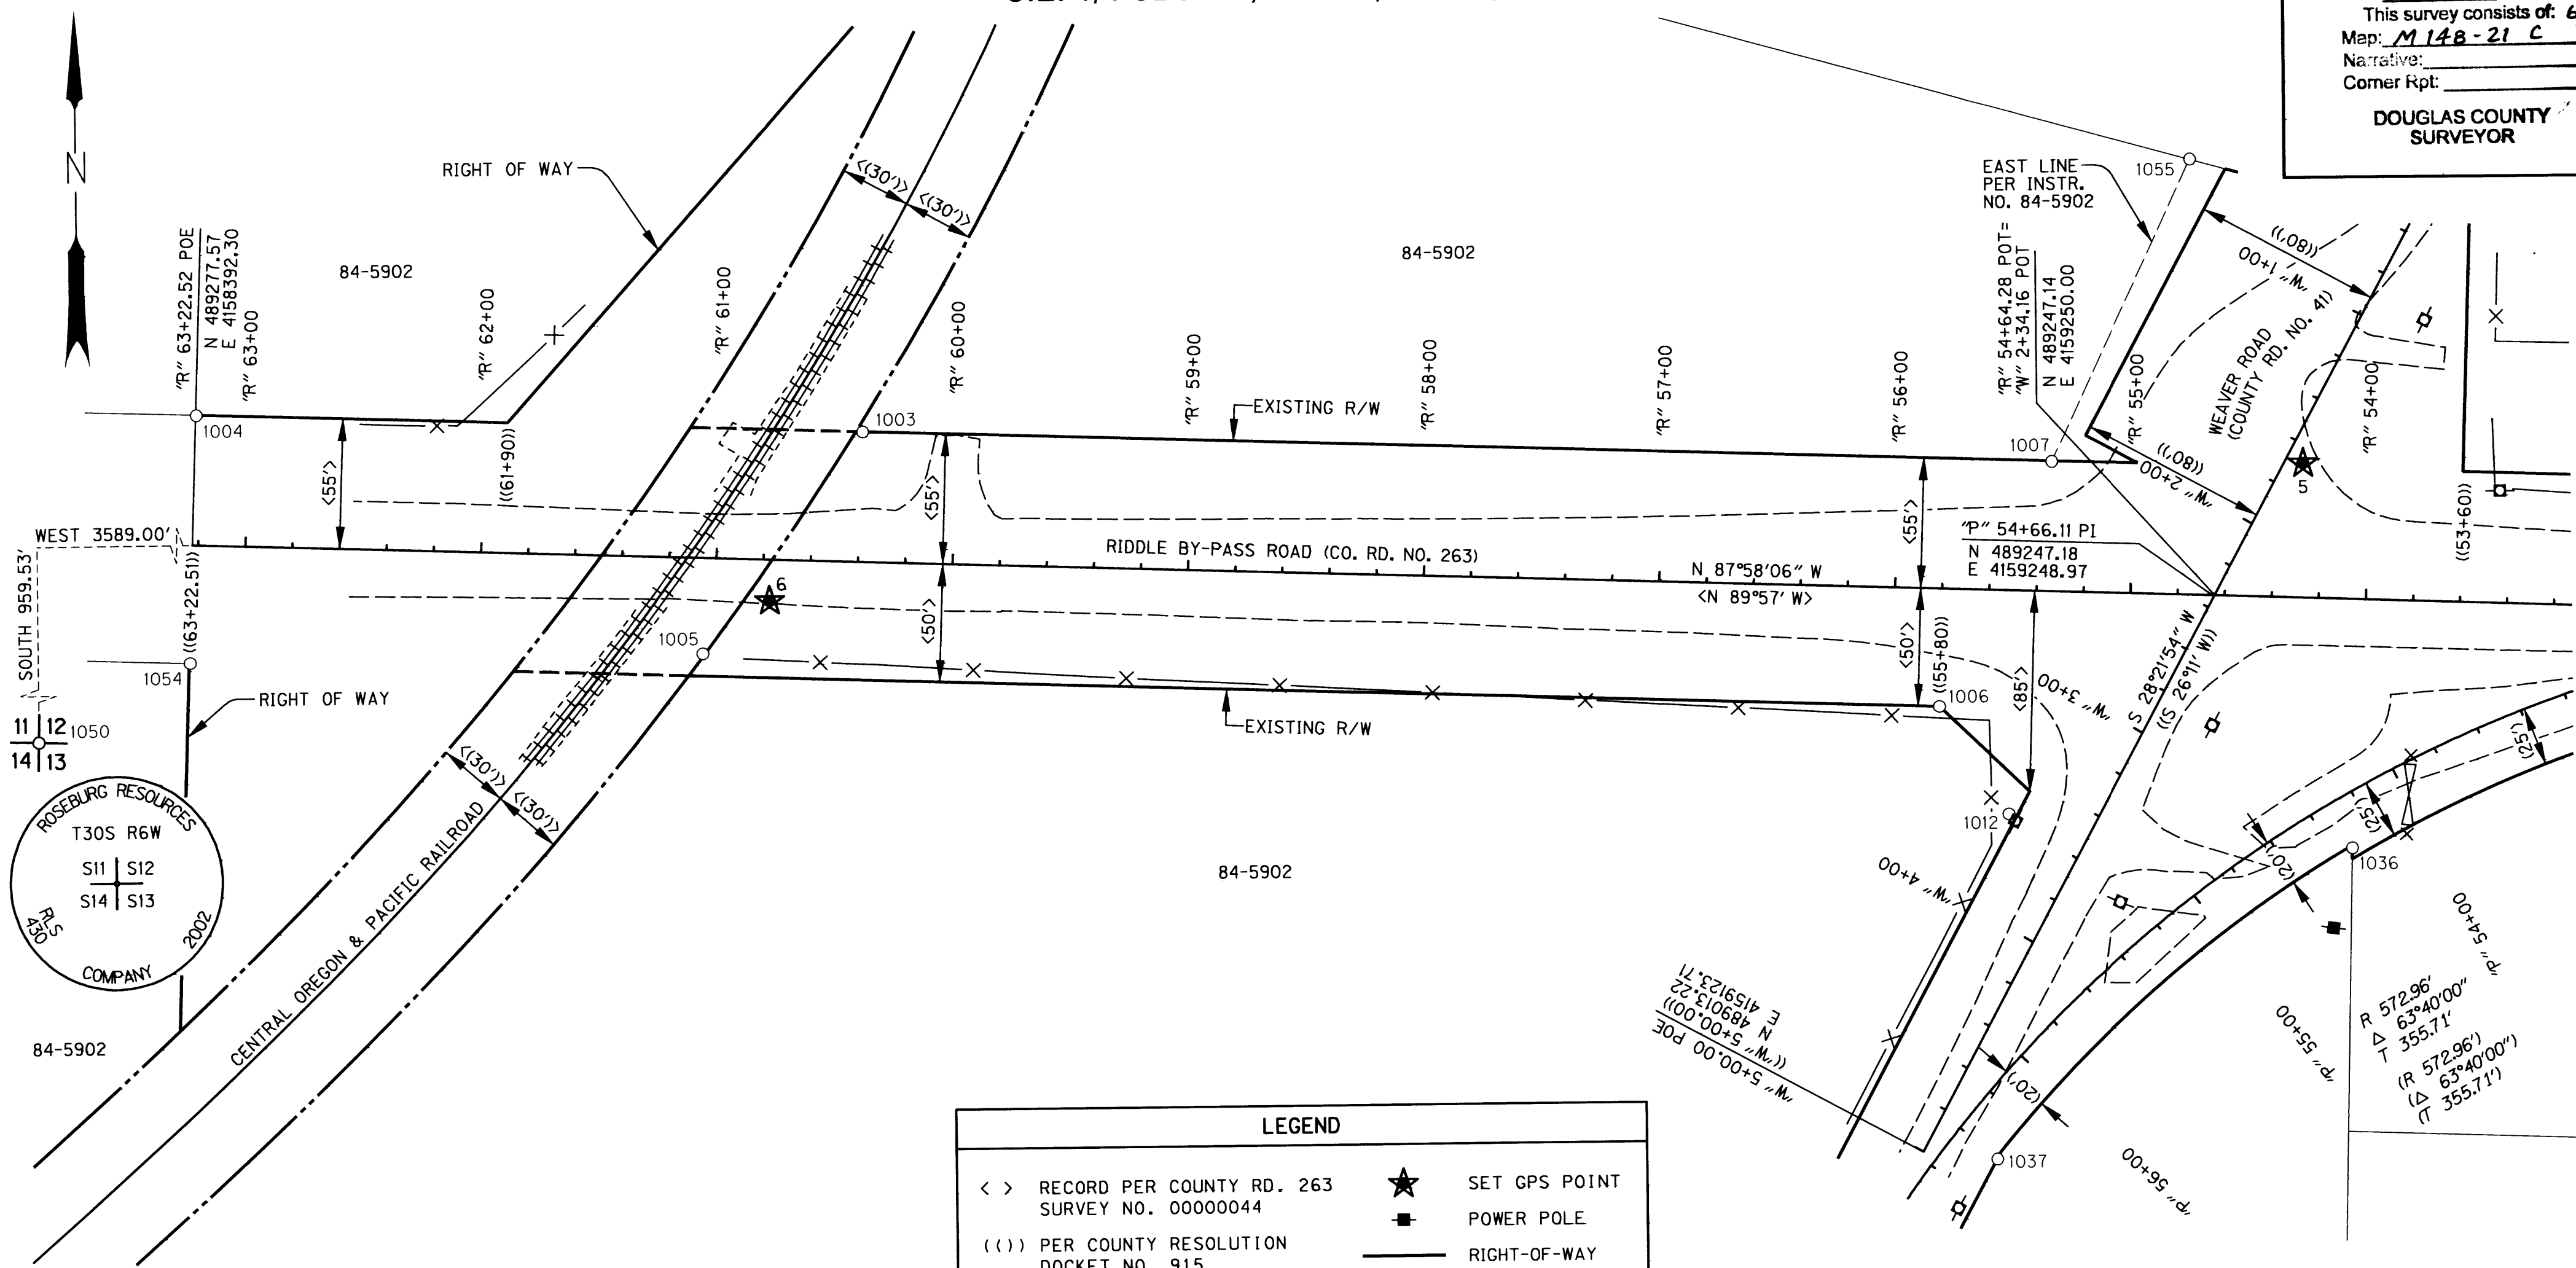 This survey consists of: 6
Map: M 148-21 C
Narrative:
Corner Rpt:
DOUGLAS COUNTY
SURVEYOR
N
RIGHT OF WAY
84-5902
"R" 63+22.52 POE
N 489277.57
E 4158392.30
"R" 63+00
"R" 62+00
"R" 61+00
"R" 60+00
"R" 59+00
"R" 58+00
"R" 57+00
"R" 56+00
"R" 55+00
"R" 54+00
<(30')>
<(30')>
84-5902
EAST LINE
PER INSTR.
NO. 84-5902
1055
"R" 54+64.28 POT=
"W" 2+34.16 POT
N 489247.14
E 4159250.00
((80'))
"W" 1+00
WEAVER ROAD
(COUNTY RD. NO. 41)
((80'))
"W" 2+00
1004
1003
EXISTING R/W
1007
5
((53+60))
<55'>
((61+90))
<55'>
<55'>
WEST 3589.00'
SOUTH 959.53'
((63+22.51))
RIDDLE BY-PASS ROAD (CO. RD. NO. 263)
N 87°58'06" W
<N 89°57' W>
"P" 54+66.11 PI
N 489247.18
E 4159248.97
6
1005
<50'>
<50'>
((55+80))
<85'>
1006
"W" 3+00
S 28°21'54" W
((S 26°11' W))
1054
RIGHT OF WAY
11 12
14 13
1050
EXISTING R/W
ROSEBURG RESOURCES
T30S R6W
S11 S12
S14 S13
RLS
430
2002
COMPANY
84-5902
<(30')>
<(30')>
CENTRAL OREGON & PACIFIC RAILROAD
84-5902
1012
"W" 4+00
(25')
(25')
(20')
1036
"P" 54+00
"P" 55+00
"P" 56+00
R 572.96'
Δ 63°40'00"
T 355.71'
(R 572.96')
(Δ 63°40'00")
(T 355.71')
"W" 5+00.00 POE
(("W" 5+00.00))
N 489013.22
E 4159123.71
(20')
1037
LEGEND
< > RECORD PER COUNTY RD. 263
SURVEY NO. 00000044
(()) PER COUNTY RESOLUTION
DOCKET NO. 915
SET GPS POINT
POWER POLE
RIGHT-OF-WAY